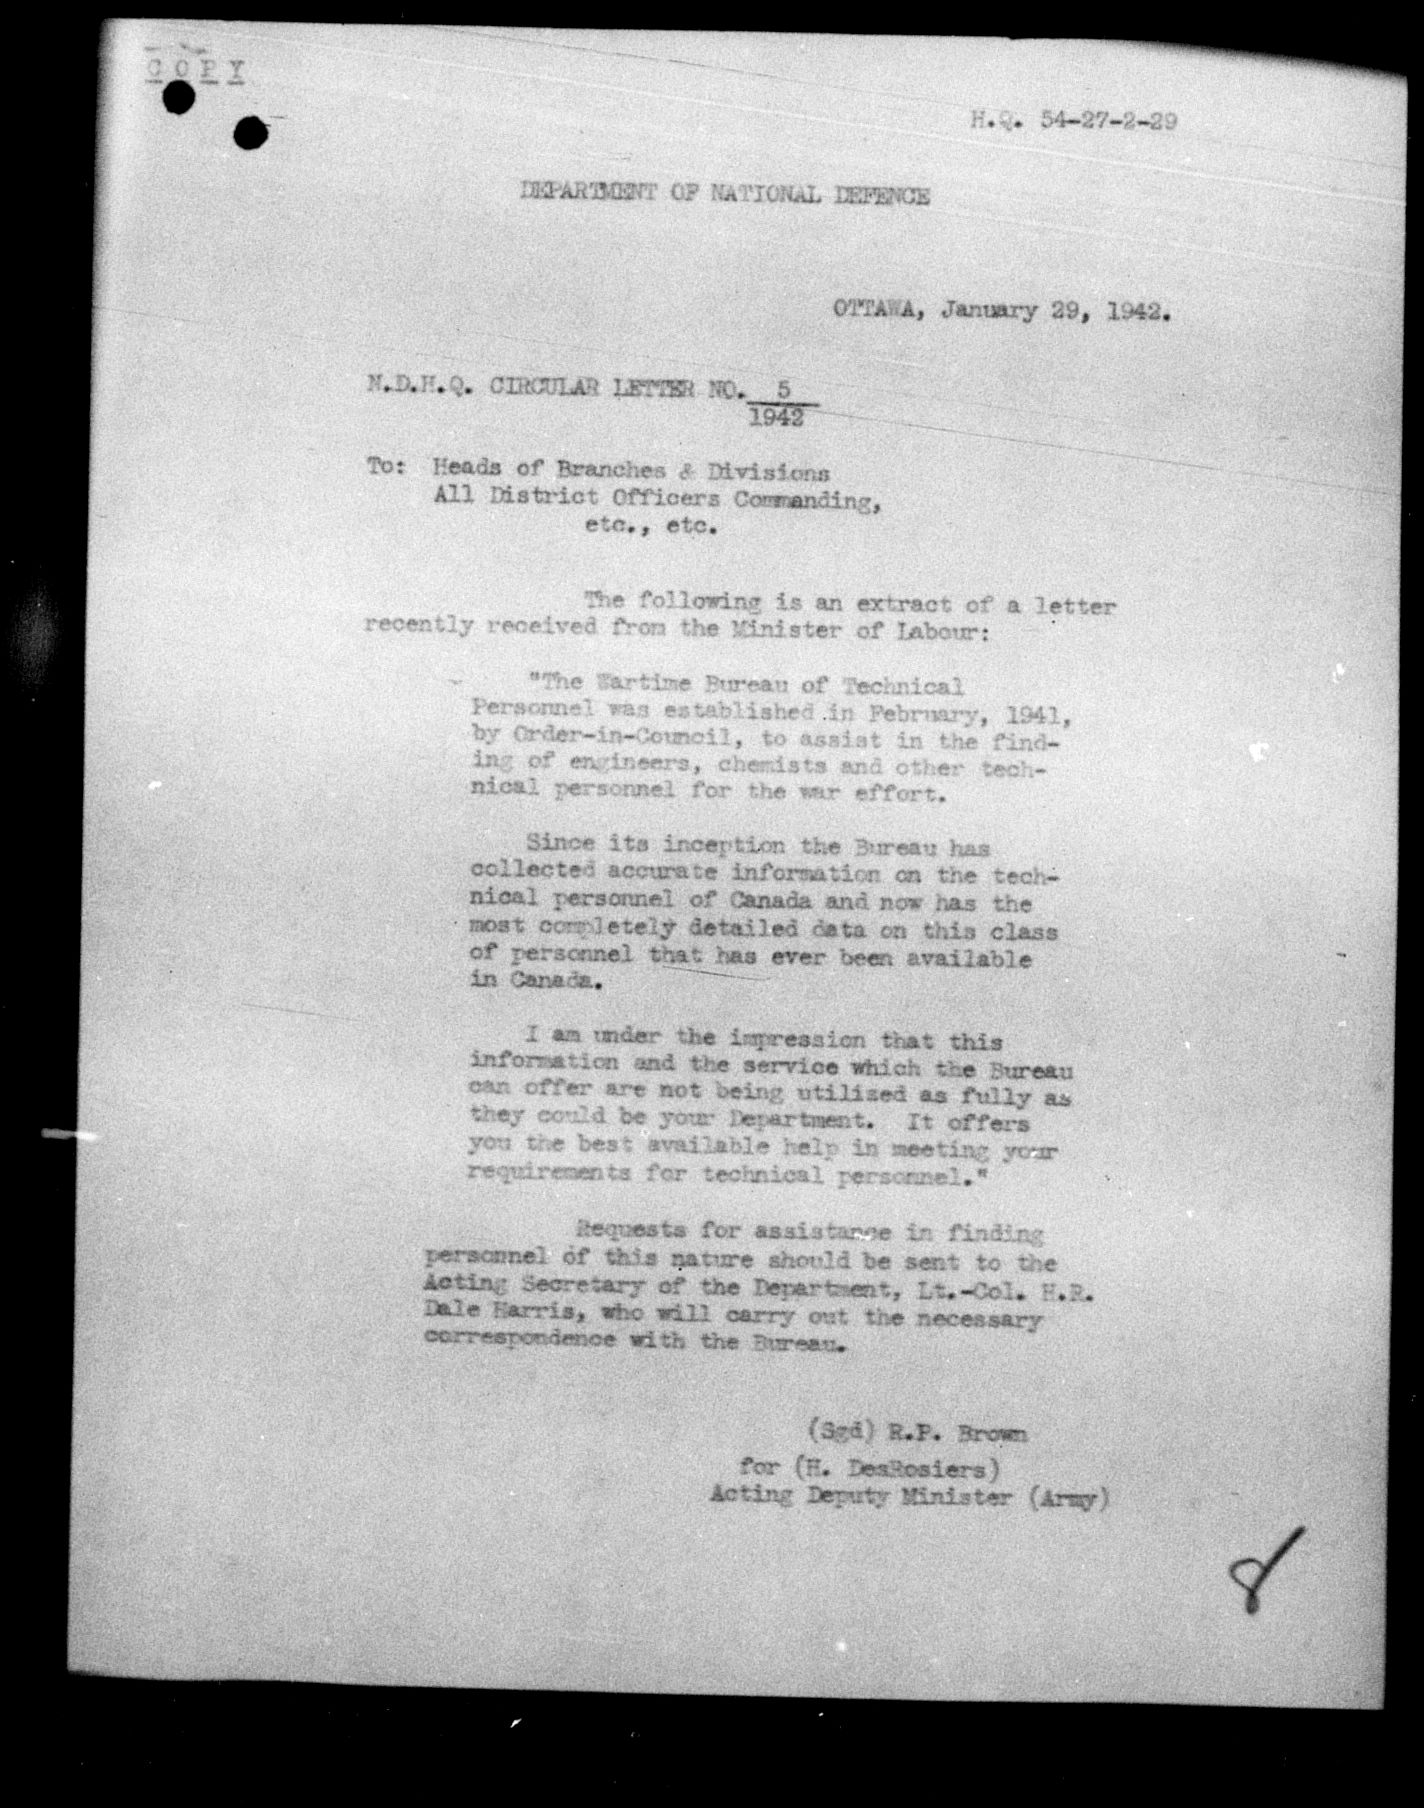 COPY
H.Q. 54-27-2-29
DEPARTMENT OF NATIONAL DEFENCE
OTTAWA, January 29, 1942.
N.D.H.Q. CIRCULAR LETTER NO. 5
1942
To: Heads of Branches & Divisions
All District Officers Commanding,
etc., etc.
The following is an extract of a letter
recently received from the Minister of Labour:
"The Wartime Bureau of Technical
Personnel was established in February, 1941,
by Order-in-Council, to assist in the find-
ing of engineers, chemists and other tech-
nical personnel for the war effort.
Since its inception the Bureau has
collected accurate information on the tech-
nical personnel of Canada and now has the
most completely detailed data on this class
of personnel that has ever been available
in Canada.
I am under the impression that this
information and the service which the Bureau
can offer are not being utilized as fully as
they could be your Department. It offers
you the best available help in meeting your
requirements for technical personnel."
Requests for assistance in finding
personnel of this nature should be sent to the
Acting Secretary of the Department, Lt.-Col. H.R.
Dale Harris, who will carry out the necessary
correspondence with the Bureau.
(Sgd) R.P. Brown
for (H. DesRosiers)
Acting Deputy Minister (Army)
8